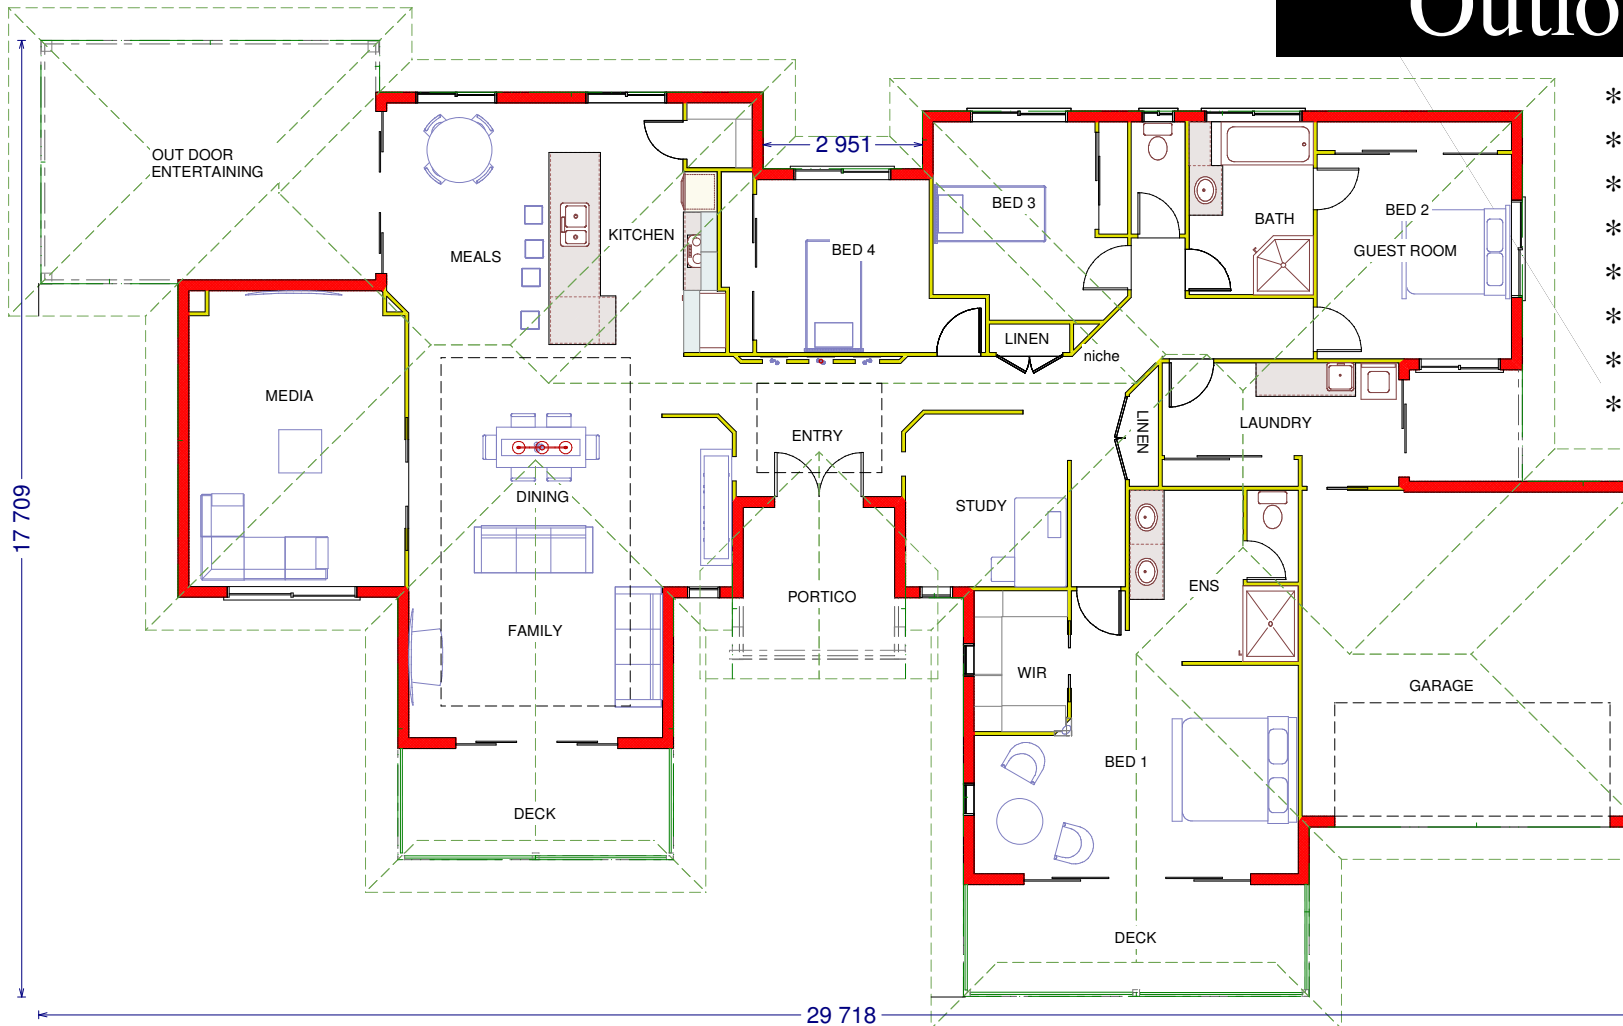 OUT DOOR
ENTERTAINING
2 951
BED 3
BATH
BED 2
GUEST ROOM
KITCHEN
MEALS
BED 4
LINEN
niche
MEDIA
ENTRY
LINEN
LAUNDRY
DINING
STUDY
17 709
ENS
PORTICO
FAMILY
WIR
GARAGE
BED 1
DECK
DECK
29 718
*
*
*
*
*
*
*
*